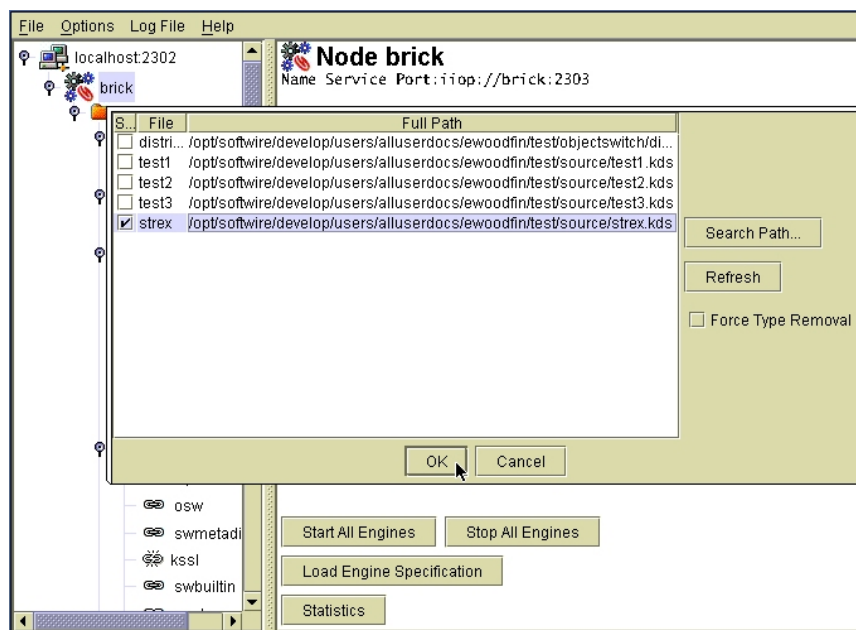 File Options Log File Help
localhost:2302
brick
Node brick
Name Service Port:iiop://brick:2303
S... File Full Path
distri... /opt/softwire/develop/users/alluserdocs/ewoodfin/test/objectswitch/di...
test1 /opt/softwire/develop/users/alluserdocs/ewoodfin/test/source/test1.kds
test2 /opt/softwire/develop/users/alluserdocs/ewoodfin/test/source/test2.kds
test3 /opt/softwire/develop/users/alluserdocs/ewoodfin/test/source/test3.kds
strex /opt/softwire/develop/users/alluserdocs/ewoodfin/test/source/strex.kds
Search Path...
Refresh
Force Type Removal
OK Cancel
osw
swmetadi
kssl
swbuiltin
Start All Engines Stop All Engines
Load Engine Specification
Statistics